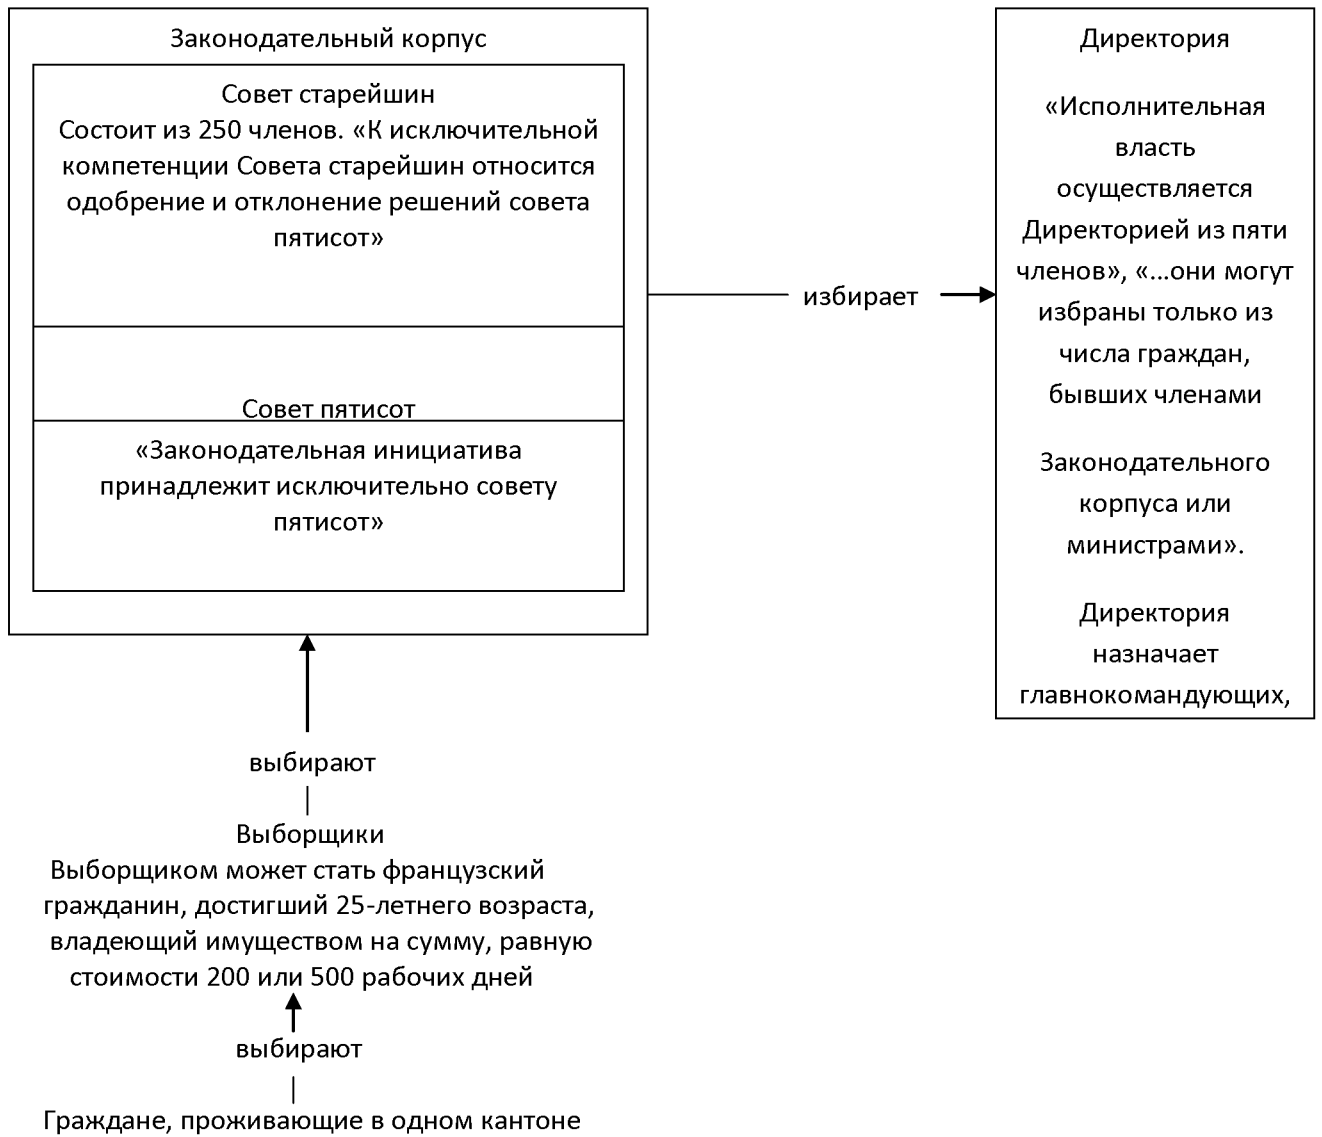 Законодательный корпус
Совет старейшин
Состоит из 250 членов. «К исключительной
компетенции Совета старейшин относится
одобрение и отклонение решений совета
пятисот»
Совет пятисот
«Законодательная инициатива
принадлежит исключительно совету
пятисот»
избирает
Директория
«Исполнительная
власть
осуществляется
Директорией из пяти
членов», «...они могут
избраны только из
числа граждан,
бывших членами
Законодательного
корпуса или
министрами».
Директория
назначает
главнокомандующих,
выбирают
Выборщики
Выборщиком может стать французский
гражданин, достигший 25-летнего возраста,
владеющий имуществом на сумму, равную
стоимости 200 или 500 рабочих дней
выбирают
Граждане, проживающие в одном кантоне